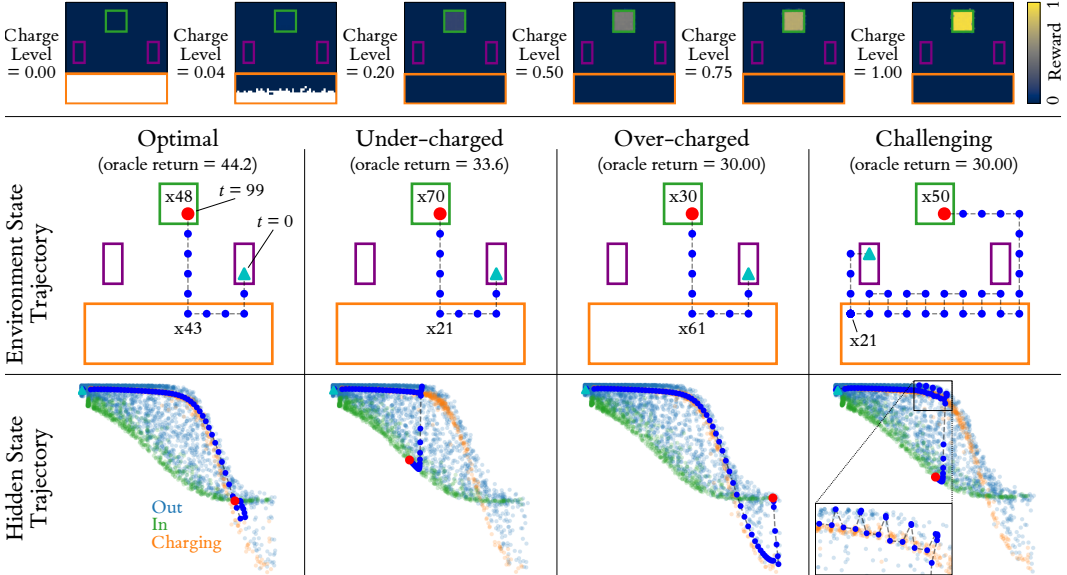 Charge
Level
= 0.00
Charge
Level
= 0.04
Charge
Level
= 0.20
Charge
Level
= 0.50
Charge
Level
= 0.75
Charge
Level
= 1.00
0 Reward 1
Optimal
(oracle return = 44.2)
Under-charged
(oracle return = 33.6)
Over-charged
(oracle return = 30.00)
Challenging
(oracle return = 30.00)
Environment State
Trajectory
x48
t = 99
t = 0
x43
x70
x21
x30
x61
x50
x21
Hidden State
Trajectory
Out
In
Charging